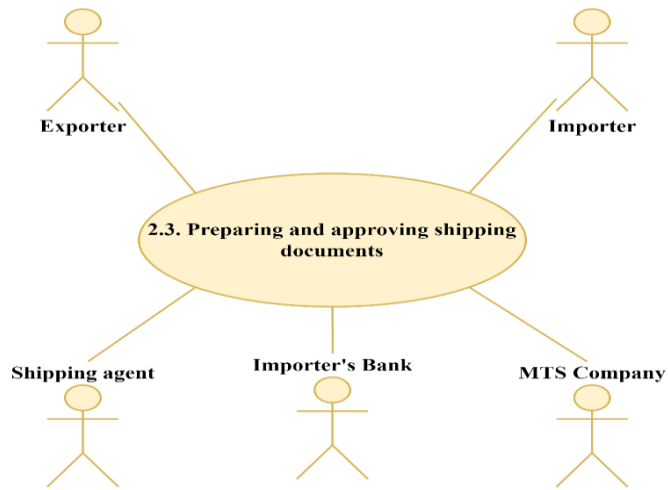 Exporter
Importer
2.3. Preparing and approving shipping
documents
Shipping agent
Importer's Bank
MTS Company